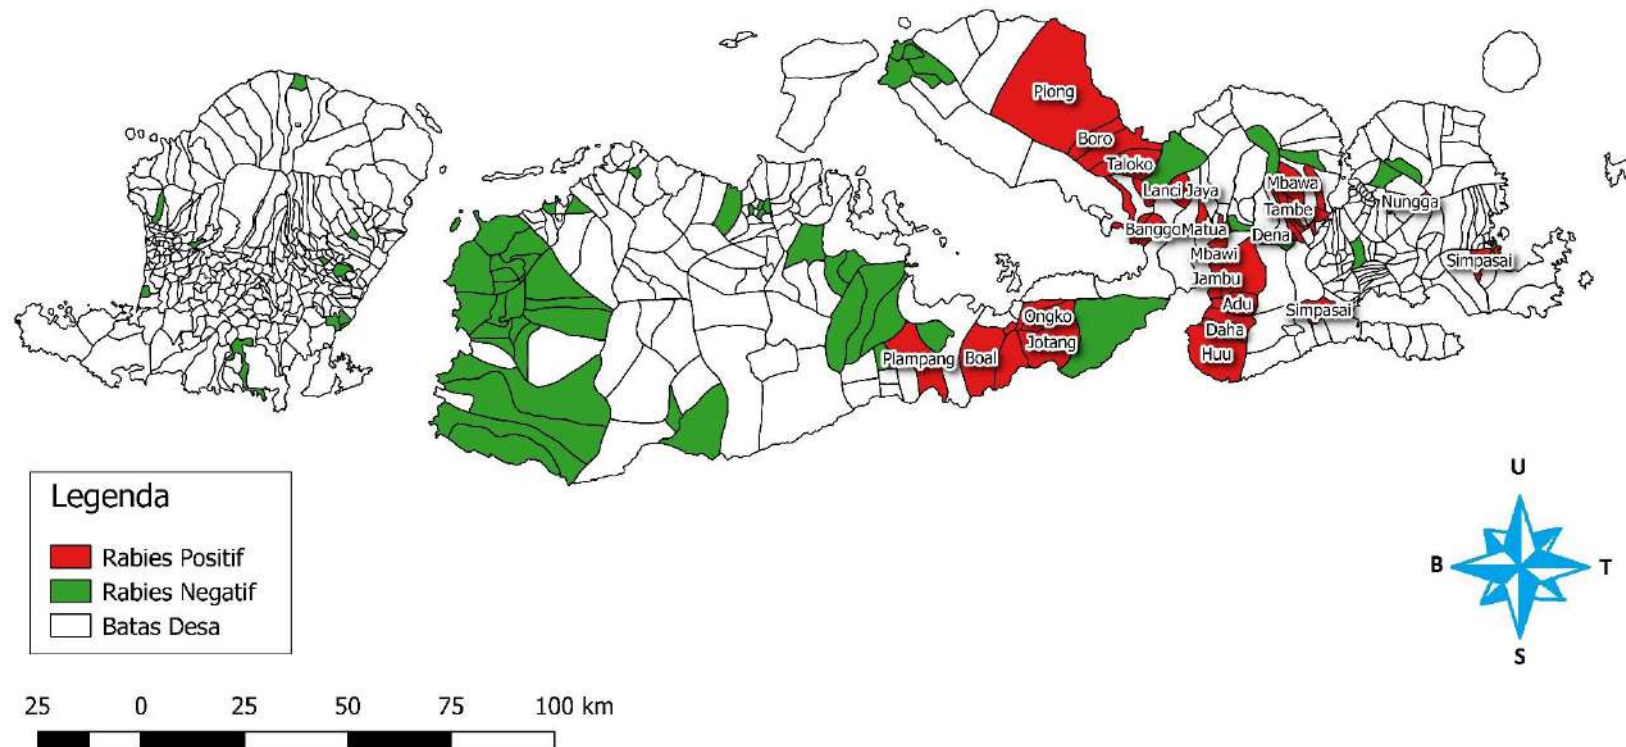 Piong
Boro
Taloko
Lanci Jaya
Mbawa
Tambe
Nungga
Banggo
Matua
Dena
Mbawi
Jambu
Simpasai
Adu
Simpasai
Ongko
Jotang
Daha
Huu
Plampang
Boal
Legenda
Rabies Positif
Rabies Negatif
Batas Desa
U
B
T
S
25 0 25 50 75 100 km